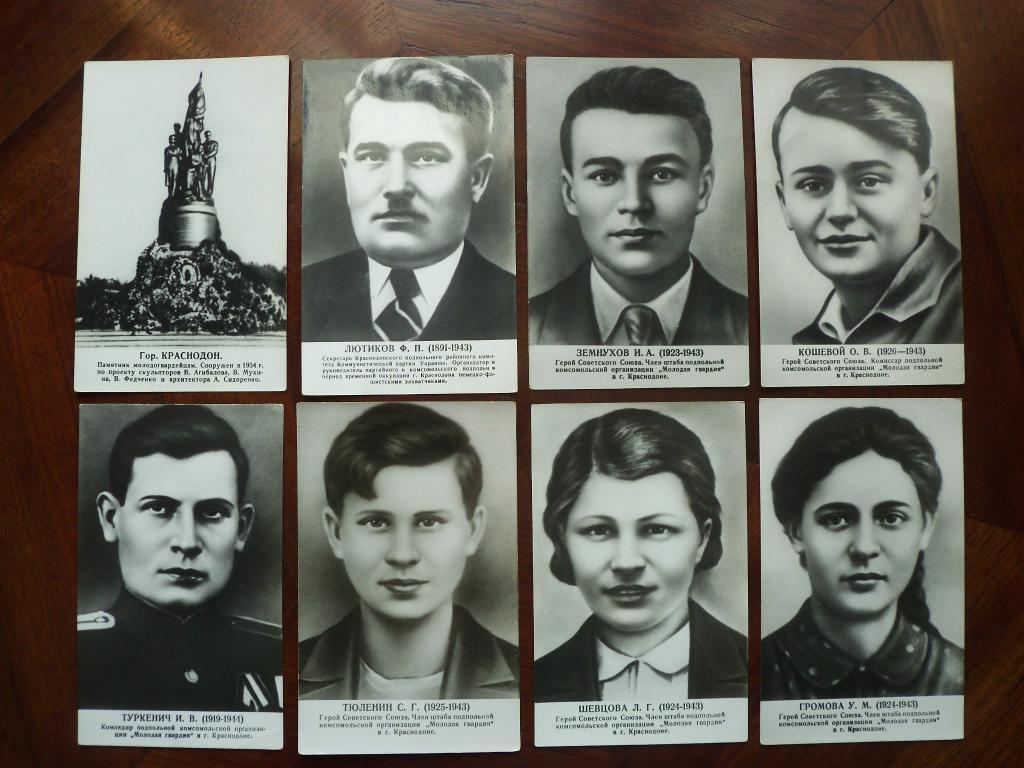 Гор. КРАСНОДОН.
Памятник молодогвардейцам. Сооружен в 1954 г.
по проекту скульпторов В. Агибалова, В. Мухи-
на, В. Федченко и архитектора А. Сидоренко.
ЛЮТИКОВ Ф. П. (1891-1943)
Секретарь Краснодонского подпольного районного коми-
тета Коммунистической партии Украины. Организатор и
руководитель партийного и комсомольского подполья в
период временной оккупации г. Краснодона немецко-фа-
шистскими захватчиками.
ЗЕМНУХОВ И. А. (1923-1943)
Герой Советского Союза. Член штаба подпольной
комсомольской организации „Молодая гвардия"
в г. Краснодоне.
КОШЕВОЙ О. В. (1926—1943)
Герой Советского Союза. Комиссар подпольной
комсомольской организации „Молодая гвардия"
в г. Краснодоне.
ТУРКЕНИЧ И. В. (1919-1944)
Командир подпольной комсомольской организа-
ции „Молодая гвардия" в г. Краснодоне.
ТЮЛЕНИН С. Г. (1925-1943)
Герой Советского Союза. Член штаба подпольной
комсомольской организации „Молодая гвардия"
в г. Краснодоне.
ШЕВЦОВА Л. Г. (1924-1943)
Герой Советского Союза. Член штаба подпольной
комсомольской организации „Молодая гвардия"
в г. Краснодоне.
ГРОМОВА У. М. (1924-1943)
Герой Советского Союза. Член штаба подпольной
комсомольской организации „Молодая гвардия"
в г. Краснодоне.